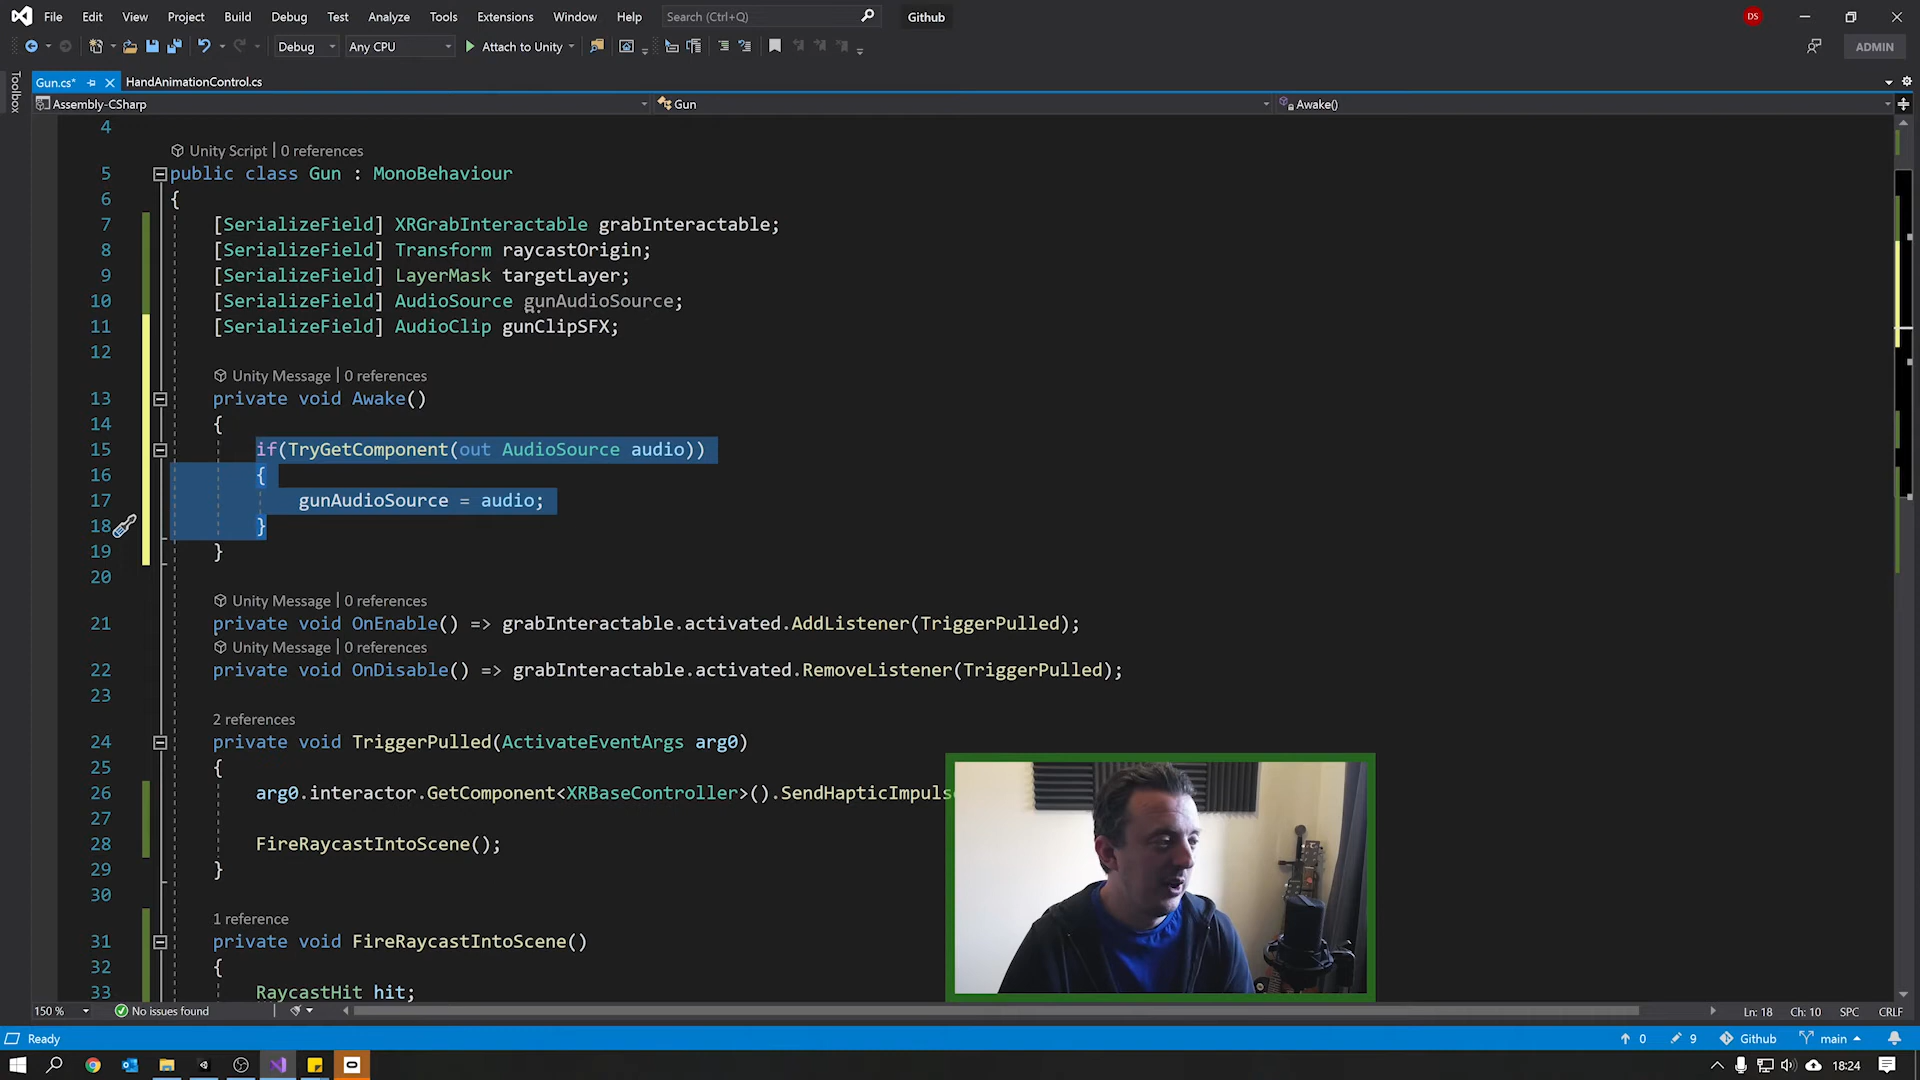 File Edit View Project Build Debug Test Analyze Tools Extensions Window Help Search (Ctrl+Q) Github DS
Debug Any CPU Attach to Unity ADMIN
Toolbox
Gun.cs* HandAnimationControl.cs
Assembly-CSharp Gun Awake()
4
Unity Script | 0 references
5 public class Gun : MonoBehaviour
6 {
7 [SerializeField] XRGrabInteractable grabInteractable;
8 [SerializeField] Transform raycastOrigin;
9 [SerializeField] LayerMask targetLayer;
10 [SerializeField] AudioSource gunAudioSource;
11 [SerializeField] AudioClip gunClipSFX;
12
Unity Message | 0 references
13 private void Awake()
14 {
15 if(TryGetComponent(out AudioSource audio))
16 {
17 gunAudioSource = audio;
18 }
19 }
20
Unity Message | 0 references
21 private void OnEnable() => grabInteractable.activated.AddListener(TriggerPulled);
Unity Message | 0 references
22 private void OnDisable() => grabInteractable.activated.RemoveListener(TriggerPulled);
23
2 references
24 private void TriggerPulled(ActivateEventArgs arg0)
25 {
26 arg0.interactor.GetComponent<XRBaseController>().SendHapticImpuls
27
28 FireRaycastIntoScene();
29 }
30
1 reference
31 private void FireRaycastIntoScene()
32 {
33 RaycastHit hit;
150 % No issues found Ln: 18 Ch: 10 SPC CRLF
Ready 0 9 Github main
18:24